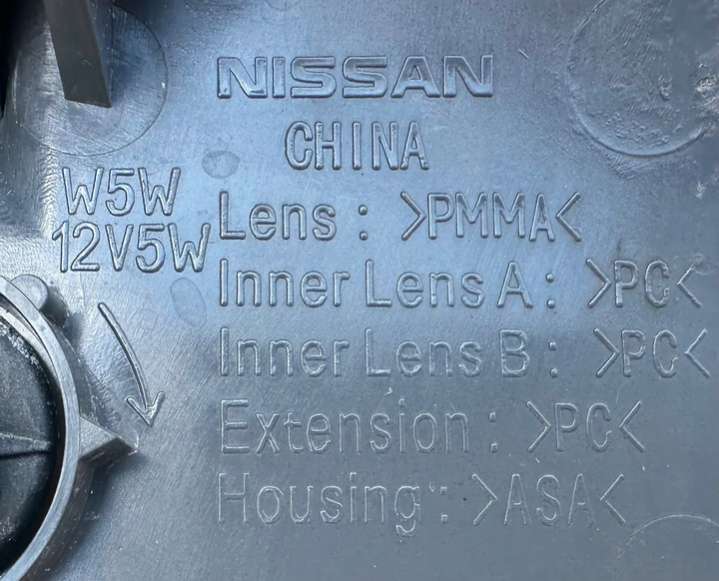 NISSAN
CHINA
W5W
12V5W
Lens : >PMMA<
Inner Lens A : >PC<
Inner Lens B : >PC<
Extension : >PC<
Housing : >ASA<